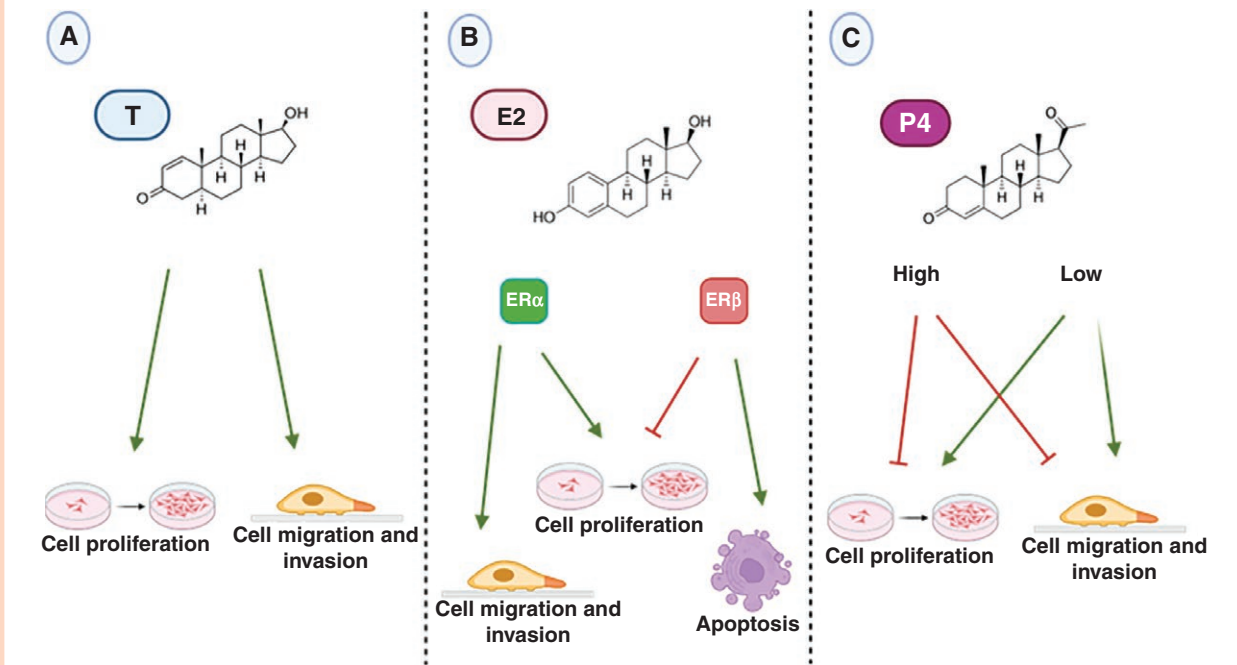 A
T
OH
H
H
H
H
O
Cell proliferation
Cell migration and
invasion
B
E2
OH
H
H
H
HO
ERα
ERβ
Cell proliferation
Cell migration and
invasion
Apoptosis
C
P4
O
H
H
H
O
High
Low
Cell proliferation
Cell migration and
invasion